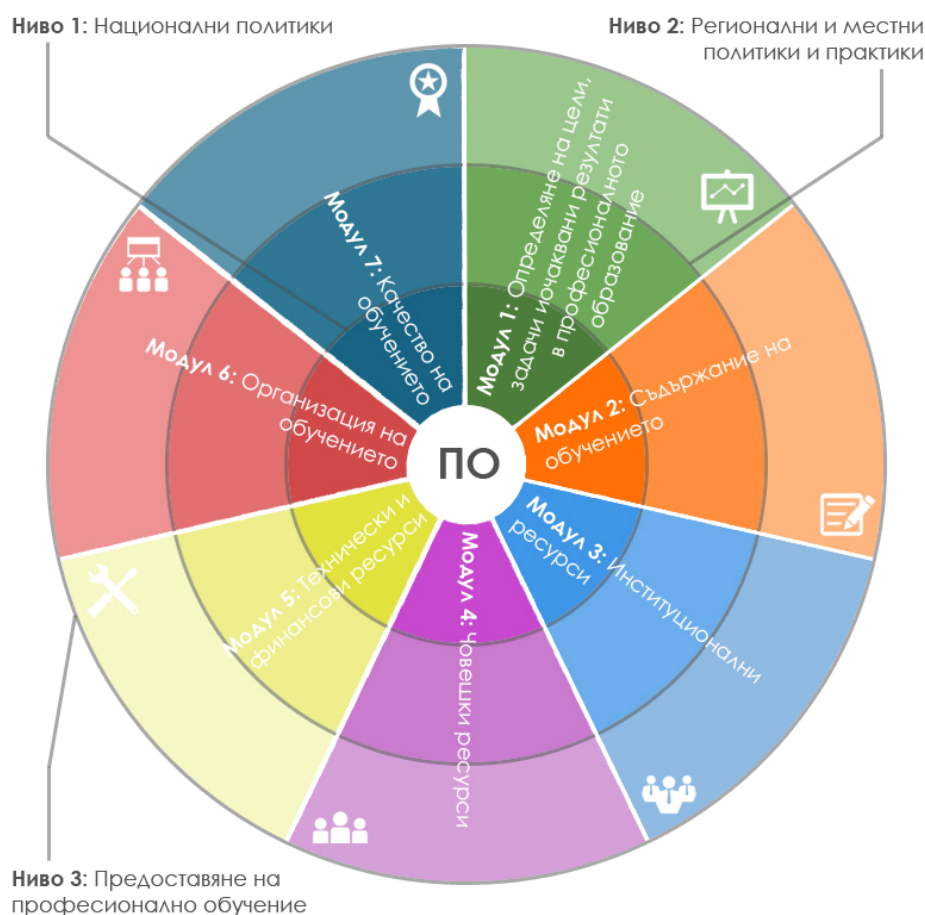 Ниво 1: Национални политики
Ниво 2: Регионални и местни
политики и практики
Модул 1: Определяне на цели,
задачи иочаквани резултати
в професионалното
образование
Модул 2: Съдържание на
обучението
Модул 3: Институционални
ресурси
Модул 4: Човешки ресурси
Модул 5: Технически и
финансови ресурси
Модул 6: Организация на
обучението
Модул 7: Качество на
обучението
ПО
Ниво 3: Предоставяне на
професионално обучение